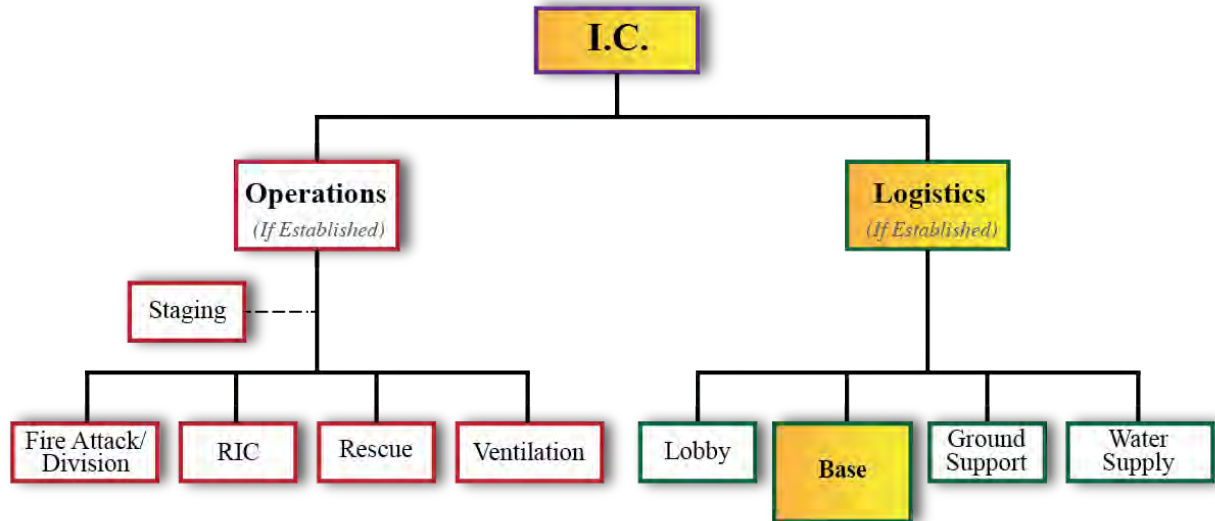 I.C.
Operations
(If Established)
Logistics
(If Established)
Staging
Fire Attack/
Division
RIC
Rescue
Ventilation
Lobby
Base
Ground
Support
Water
Supply